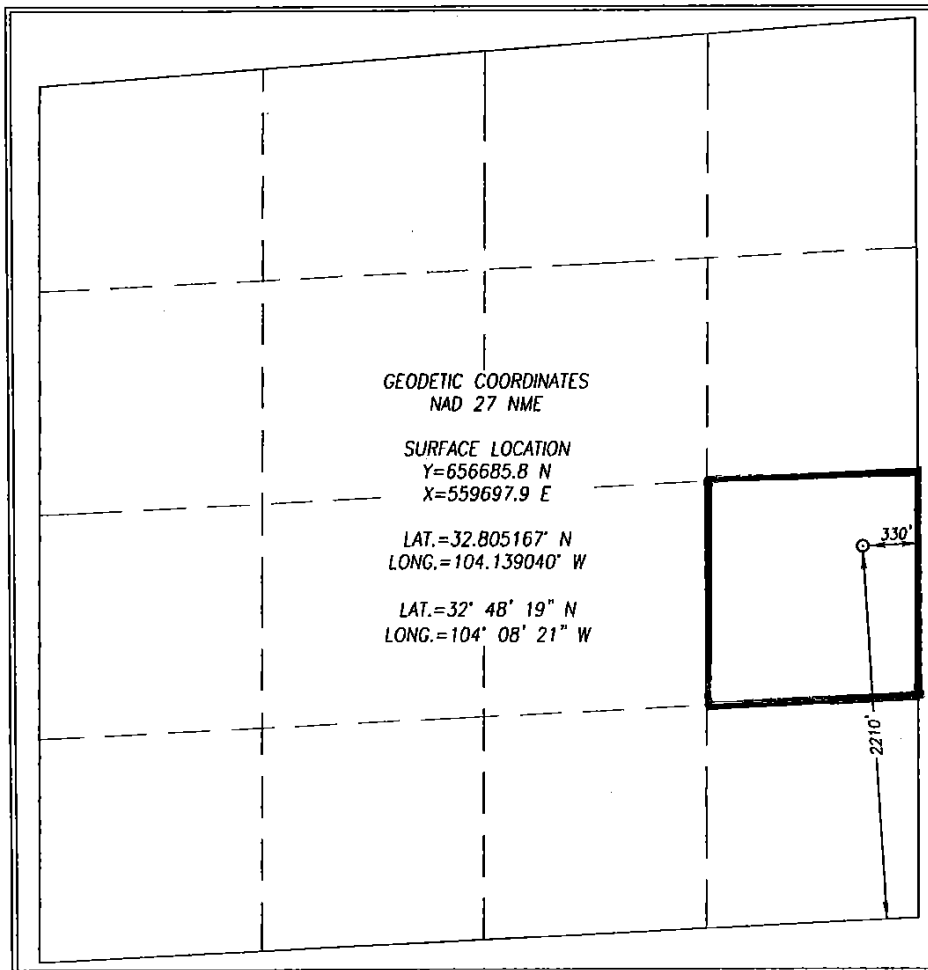 GEODETIC COORDINATES
NAD 27 NME
SURFACE LOCATION
Y=656685.8 N
X=559697.9 E
LAT.=32.805167° N
LONG.=104.139040° W
LAT.=32° 48' 19" N
LONG.=104° 08' 21" W
330'
2210'